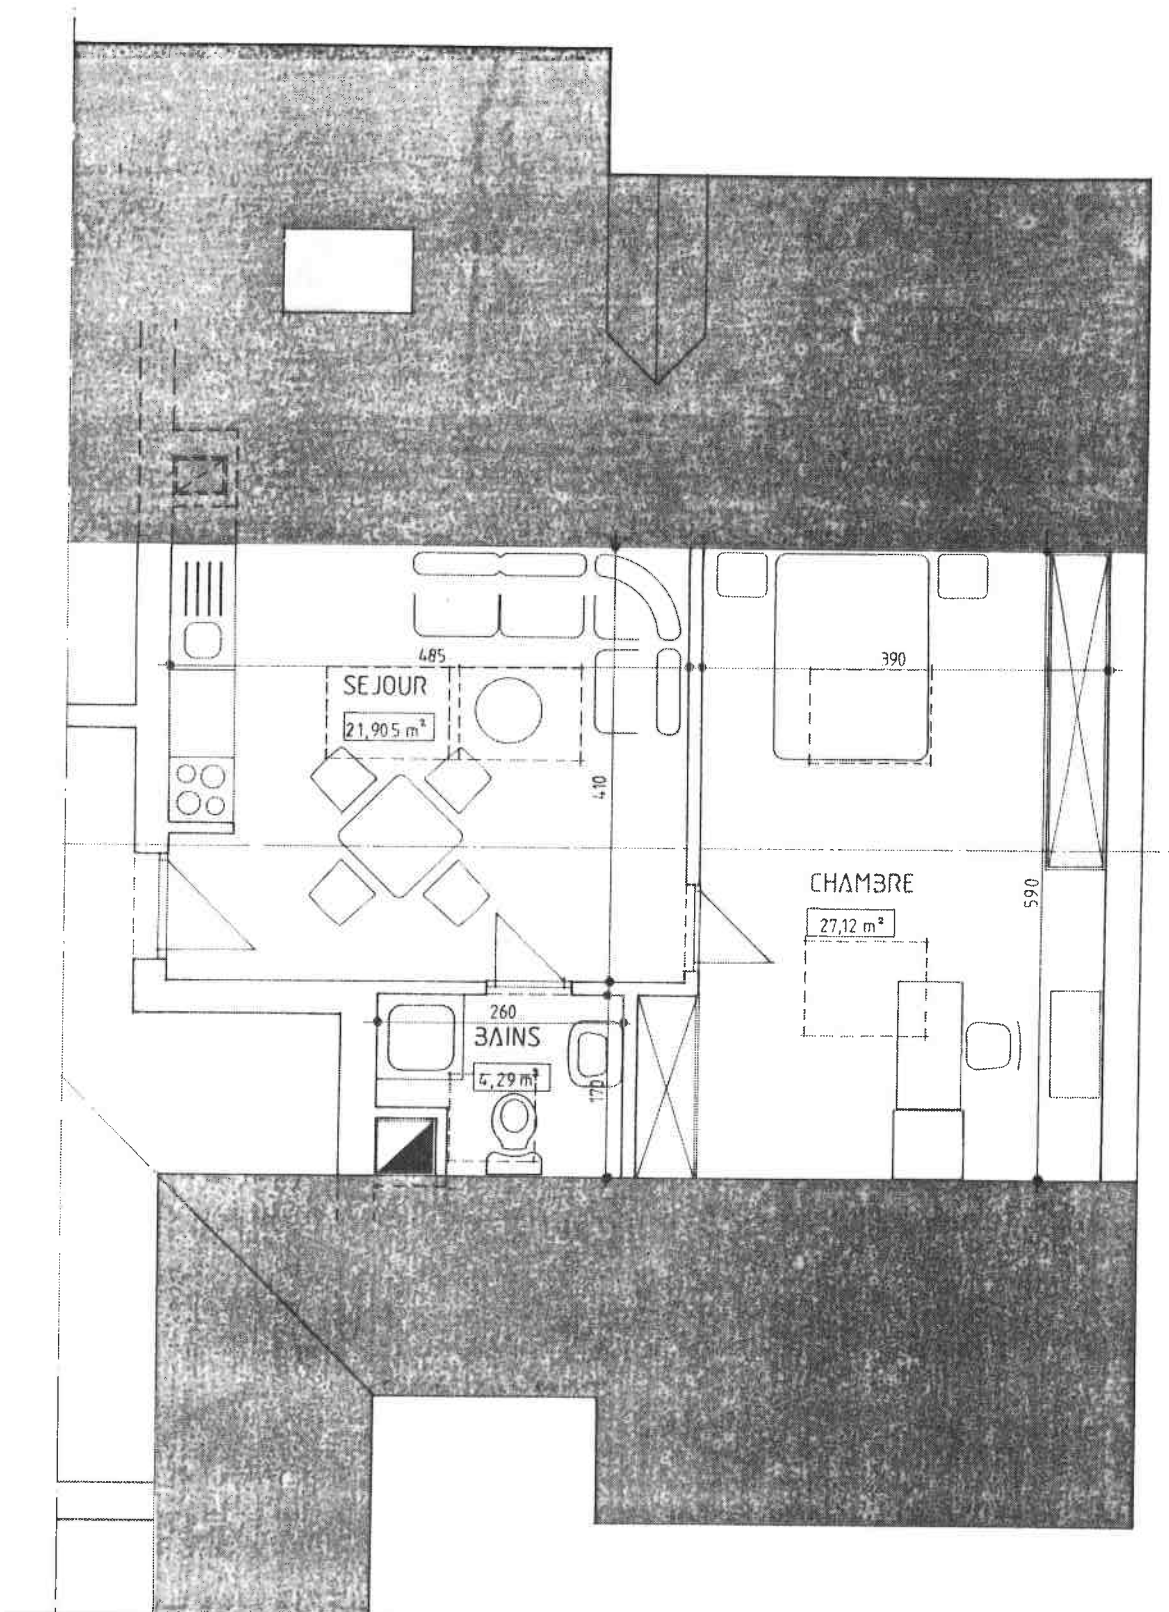 485
390
SEJOUR
21,905 m²
410
CHAMBRE
590
27,12 m²
260
BAINS
4,29 m²
170